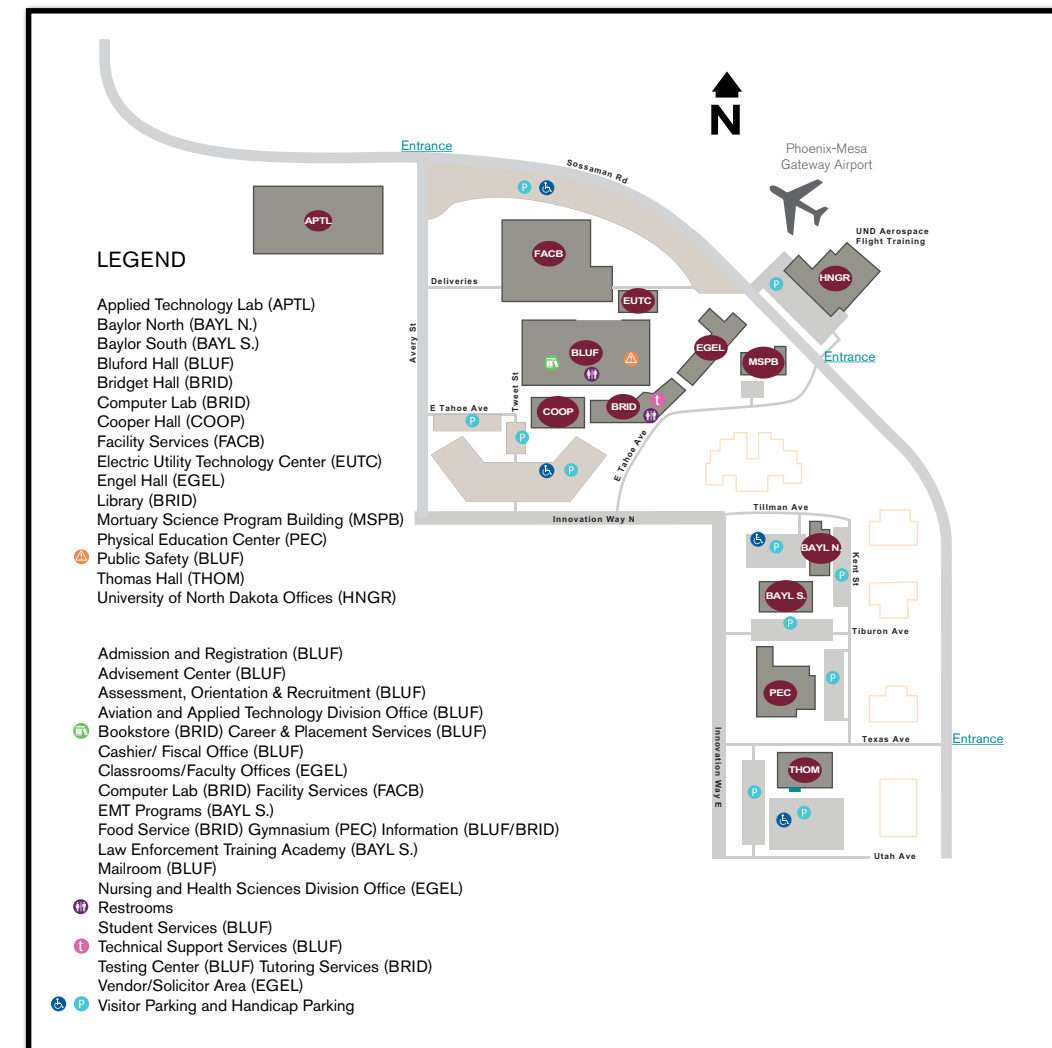 N
Entrance
Sossaman Rd
Phoenix-Mesa
Gateway Airport
P
APTL
UND Aerospace
Flight Training
FACB
HNGR
P
Deliveries
EUTC
Avery St
BLUF
EGEL
MSPB
Entrance
Tweet St
t
E Tahoe Ave
COOP
BRID
P
P
E Tahoe Ave
P
Innovation Way N
Tillman Ave
P
BAYL N.
Kent St
P
BAYL S.
P
Tiburon Ave
PEC
P
Innovation Way E
Texas Ave
Entrance
THOM
P
P
Utah Ave
LEGEND
Applied Technology Lab (APTL)
Baylor North (BAYL N.)
Baylor South (BAYL S.)
Bluford Hall (BLUF)
Bridget Hall (BRID)
Computer Lab (BRID)
Cooper Hall (COOP)
Facility Services (FACB)
Electric Utility Technology Center (EUTC)
Engel Hall (EGEL)
Library (BRID)
Mortuary Science Program Building (MSPB)
Physical Education Center (PEC)
Public Safety (BLUF)
Thomas Hall (THOM)
University of North Dakota Offices (HNGR)
Admission and Registration (BLUF)
Advisement Center (BLUF)
Assessment, Orientation & Recruitment (BLUF)
Aviation and Applied Technology Division Office (BLUF)
Bookstore (BRID) Career & Placement Services (BLUF)
Cashier/ Fiscal Office (BLUF)
Classrooms/Faculty Offices (EGEL)
Computer Lab (BRID) Facility Services (FACB)
EMT Programs (BAYL S.)
Food Service (BRID) Gymnasium (PEC) Information (BLUF/BRID)
Law Enforcement Training Academy (BAYL S.)
Mailroom (BLUF)
Nursing and Health Sciences Division Office (EGEL)
Restrooms
Student Services (BLUF)
t Technical Support Services (BLUF)
Testing Center (BLUF) Tutoring Services (BRID)
Vendor/Solicitor Area (EGEL)
P Visitor Parking and Handicap Parking